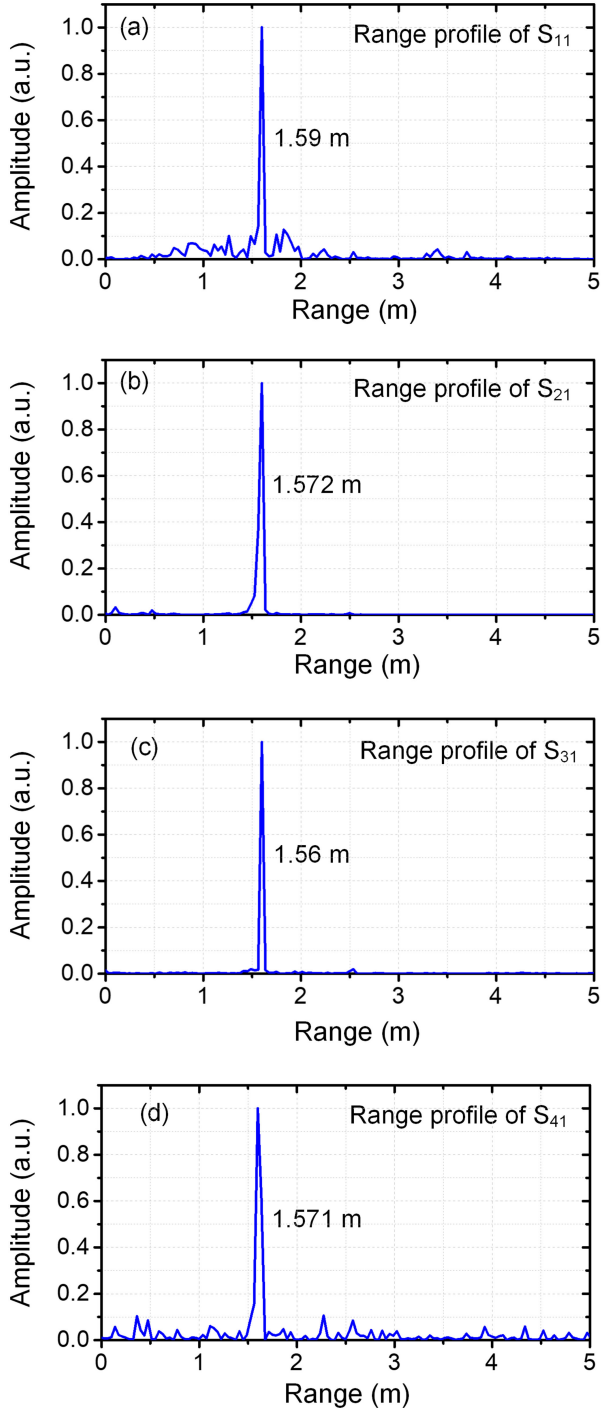 (a) Range profile of S11
Amplitude (a.u.)
1.0
0.8
0.6
0.4
0.2
0.0
1.59 m
0 1 2 3 4 5
Range (m)
(b) Range profile of S21
Amplitude (a.u.)
1.0
0.8
0.6
0.4
0.2
0.0
1.572 m
0 1 2 3 4 5
Range (m)
(c) Range profile of S31
Amplitude (a.u.)
1.0
0.8
0.6
0.4
0.2
0.0
1.56 m
0 1 2 3 4 5
Range (m)
(d) Range profile of S41
Amplitude (a.u.)
1.0
0.8
0.6
0.4
0.2
0.0
1.571 m
0 1 2 3 4 5
Range (m)